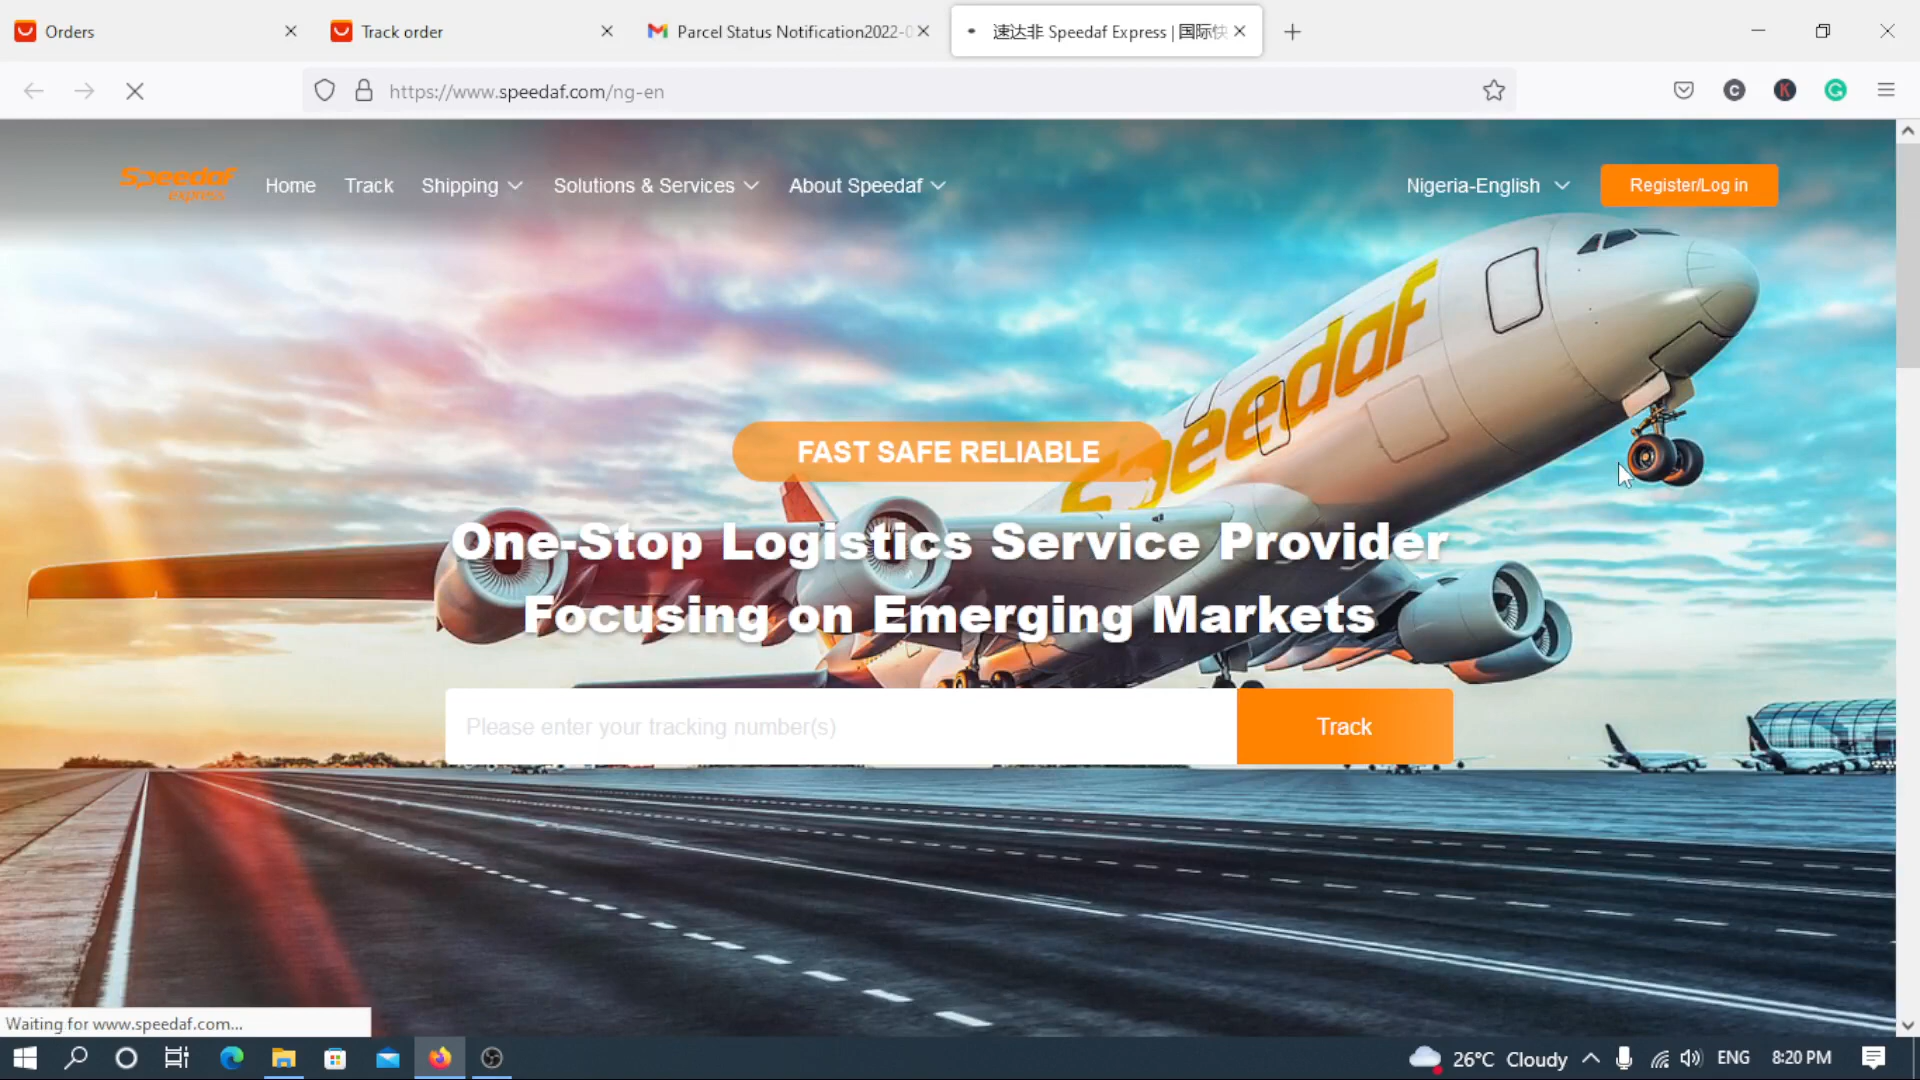 Orders
Track order
Parcel Status Notification2022-0
速达非 Speedaf Express | 国际快
https://www.speedaf.com/ng-en
Speedaf
express
Home
Track
Shipping
Solutions & Services
About Speedaf
Nigeria-English
Register/Log in
Speedaf
FAST SAFE RELIABLE
One-Stop Logistics Service Provider
Focusing on Emerging Markets
Please enter your tracking number(s)
Track
Waiting for www.speedaf.com...
26°C Cloudy
ENG
8:20 PM